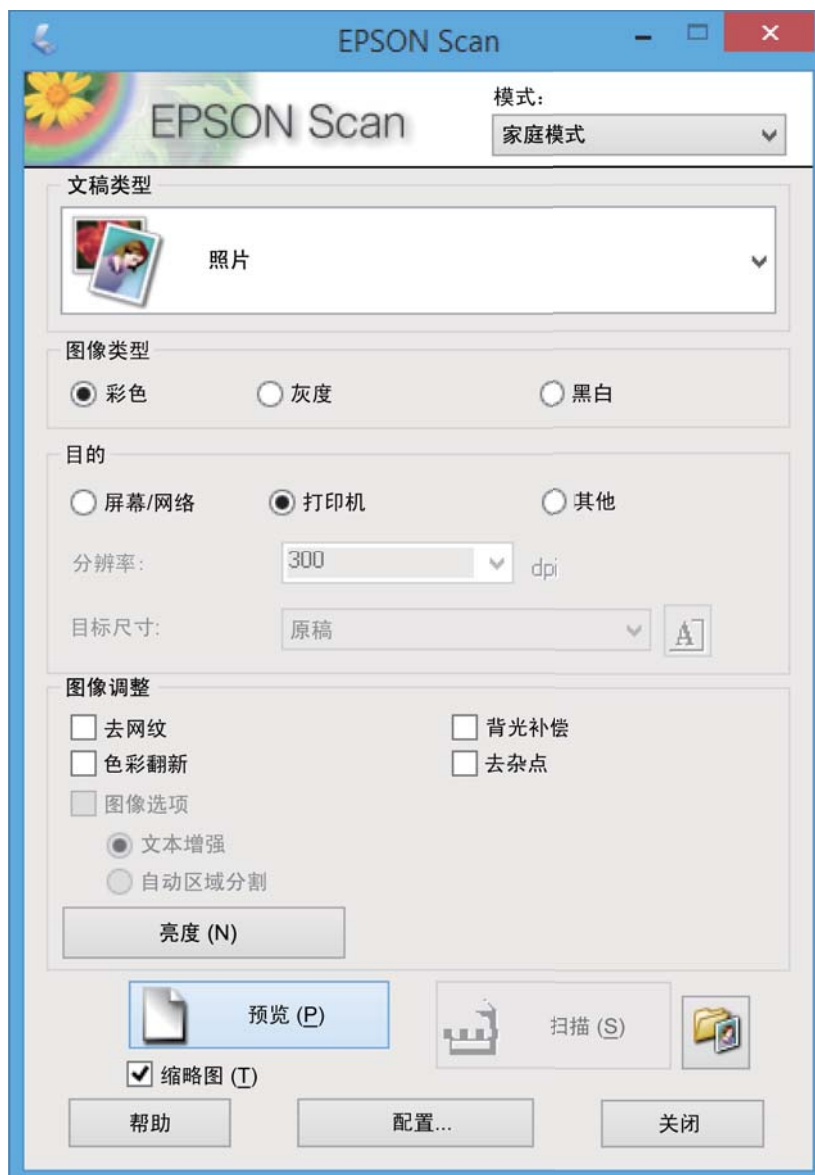 EPSON Scan
EPSON Scan
模式:
家庭模式
文稿类型
照片
图像类型
彩色 灰度 黑白
目的
屏幕/网络 打印机 其他
分辨率: 300 dpi
目标尺寸: 原稿 A
图像调整
去网纹 背光补偿
色彩翻新 去杂点
图像选项
文本增强
自动区域分割
亮度 (N)
预览 (P) 扫描 (S)
缩略图 (T)
帮助 配置... 关闭